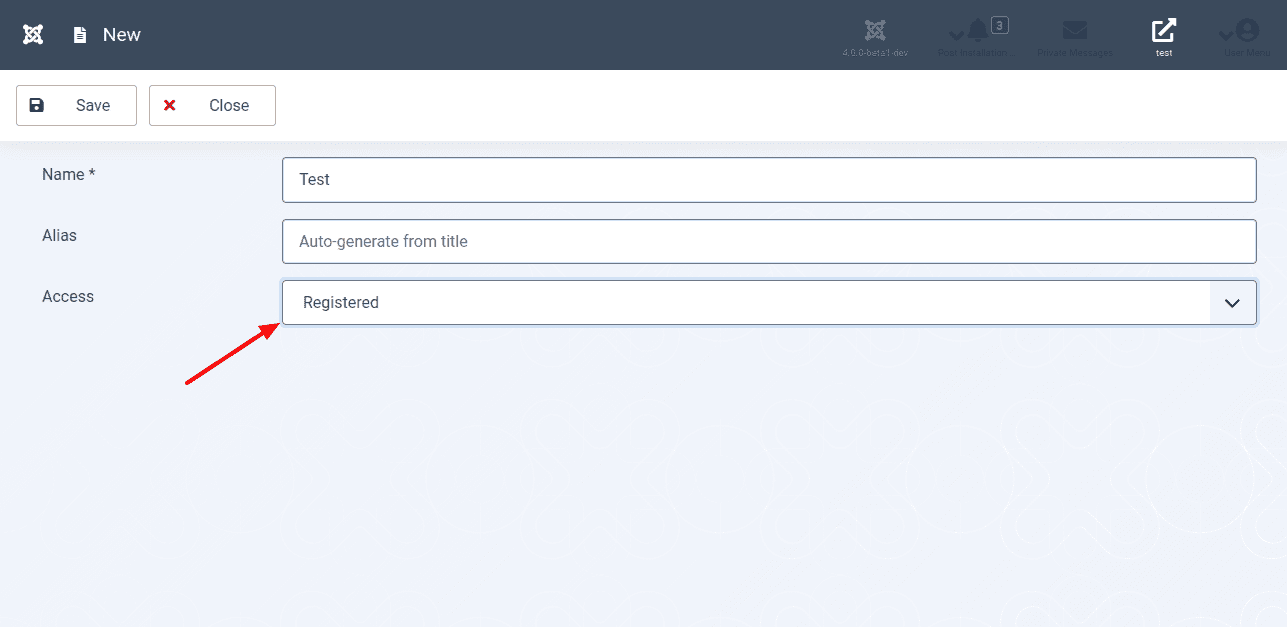 New
4.0.0-beta1-dev
3
Post Installation...
Private Messages
test
User Menu
Save
Close
Name *
Test
Alias
Auto-generate from title
Access
Registered